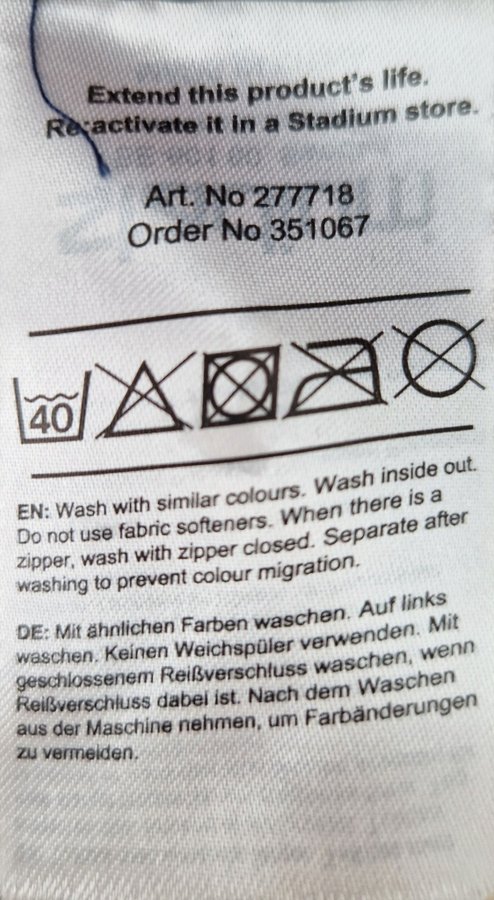 Extend this product's life.
Re:activate it in a Stadium store.
Art. No 277718
Order No 351067
40
EN: Wash with similar colours. Wash inside out.
Do not use fabric softeners. When there is a
zipper, wash with zipper closed. Separate after
washing to prevent colour migration.
DE: Mit ähnlichen Farben waschen. Auf links
waschen. Keinen Weichspüler verwenden. Mit
geschlossenem Reißverschluss waschen, wenn
Reißverschluss dabei ist. Nach dem Waschen
aus der Maschine nehmen, um Farbänderungen
zu vermeiden.